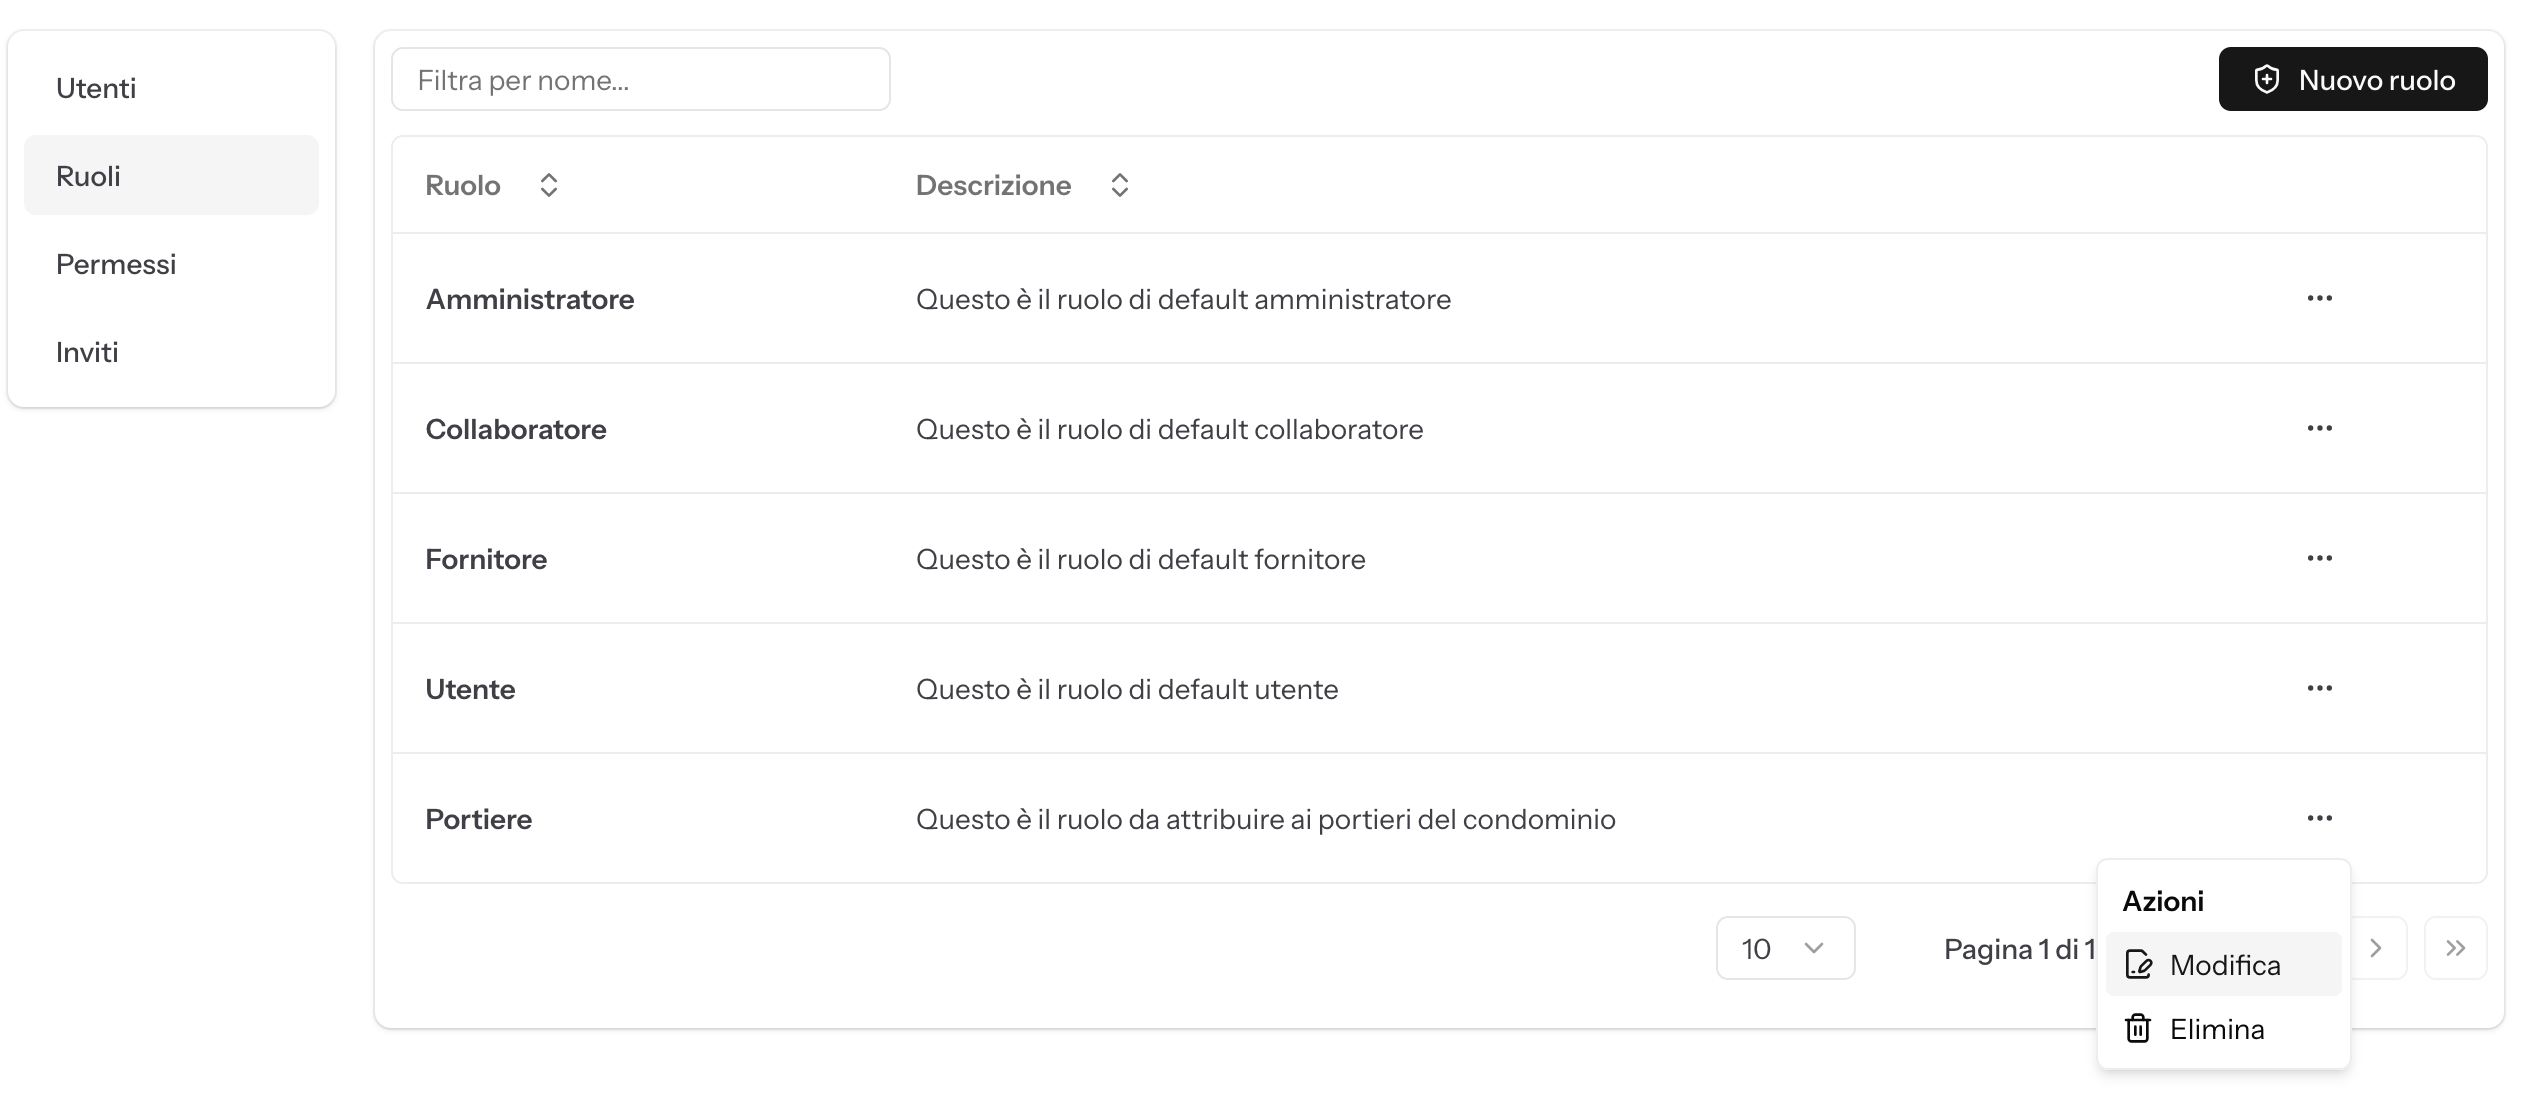 Utenti
Ruoli
Permessi
Inviti
Filtra per nome...
Nuovo ruolo
Ruolo
Descrizione
Amministratore
Questo è il ruolo di default amministratore
Collaboratore
Questo è il ruolo di default collaboratore
Fornitore
Questo è il ruolo di default fornitore
Utente
Questo è il ruolo di default utente
Portiere
Questo è il ruolo da attribuire ai portieri del condominio
10
Pagina 1 di 1
Azioni
Modifica
Elimina